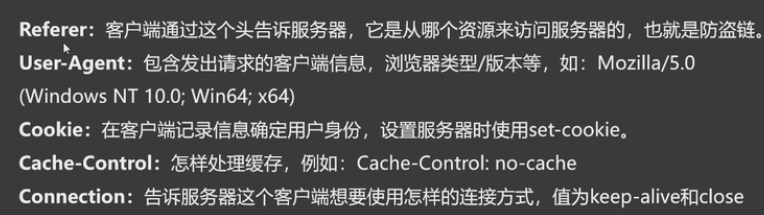 Referer：客户端通过这个头告诉服务器，它是从哪个资源来访问服务器的，也就是防盗链。
User-Agent：包含发出请求的客户端信息，浏览器类型/版本等，如：Mozilla/5.0
(Windows NT 10.0; Win64; x64)
Cookie：在客户端记录信息确定用户身份，设置服务器时使用set-cookie。
Cache-Control：怎样处理缓存，例如：Cache-Control: no-cache
Connection：告诉服务器这个客户端想要使用怎样的连接方式，值为keep-alive和close